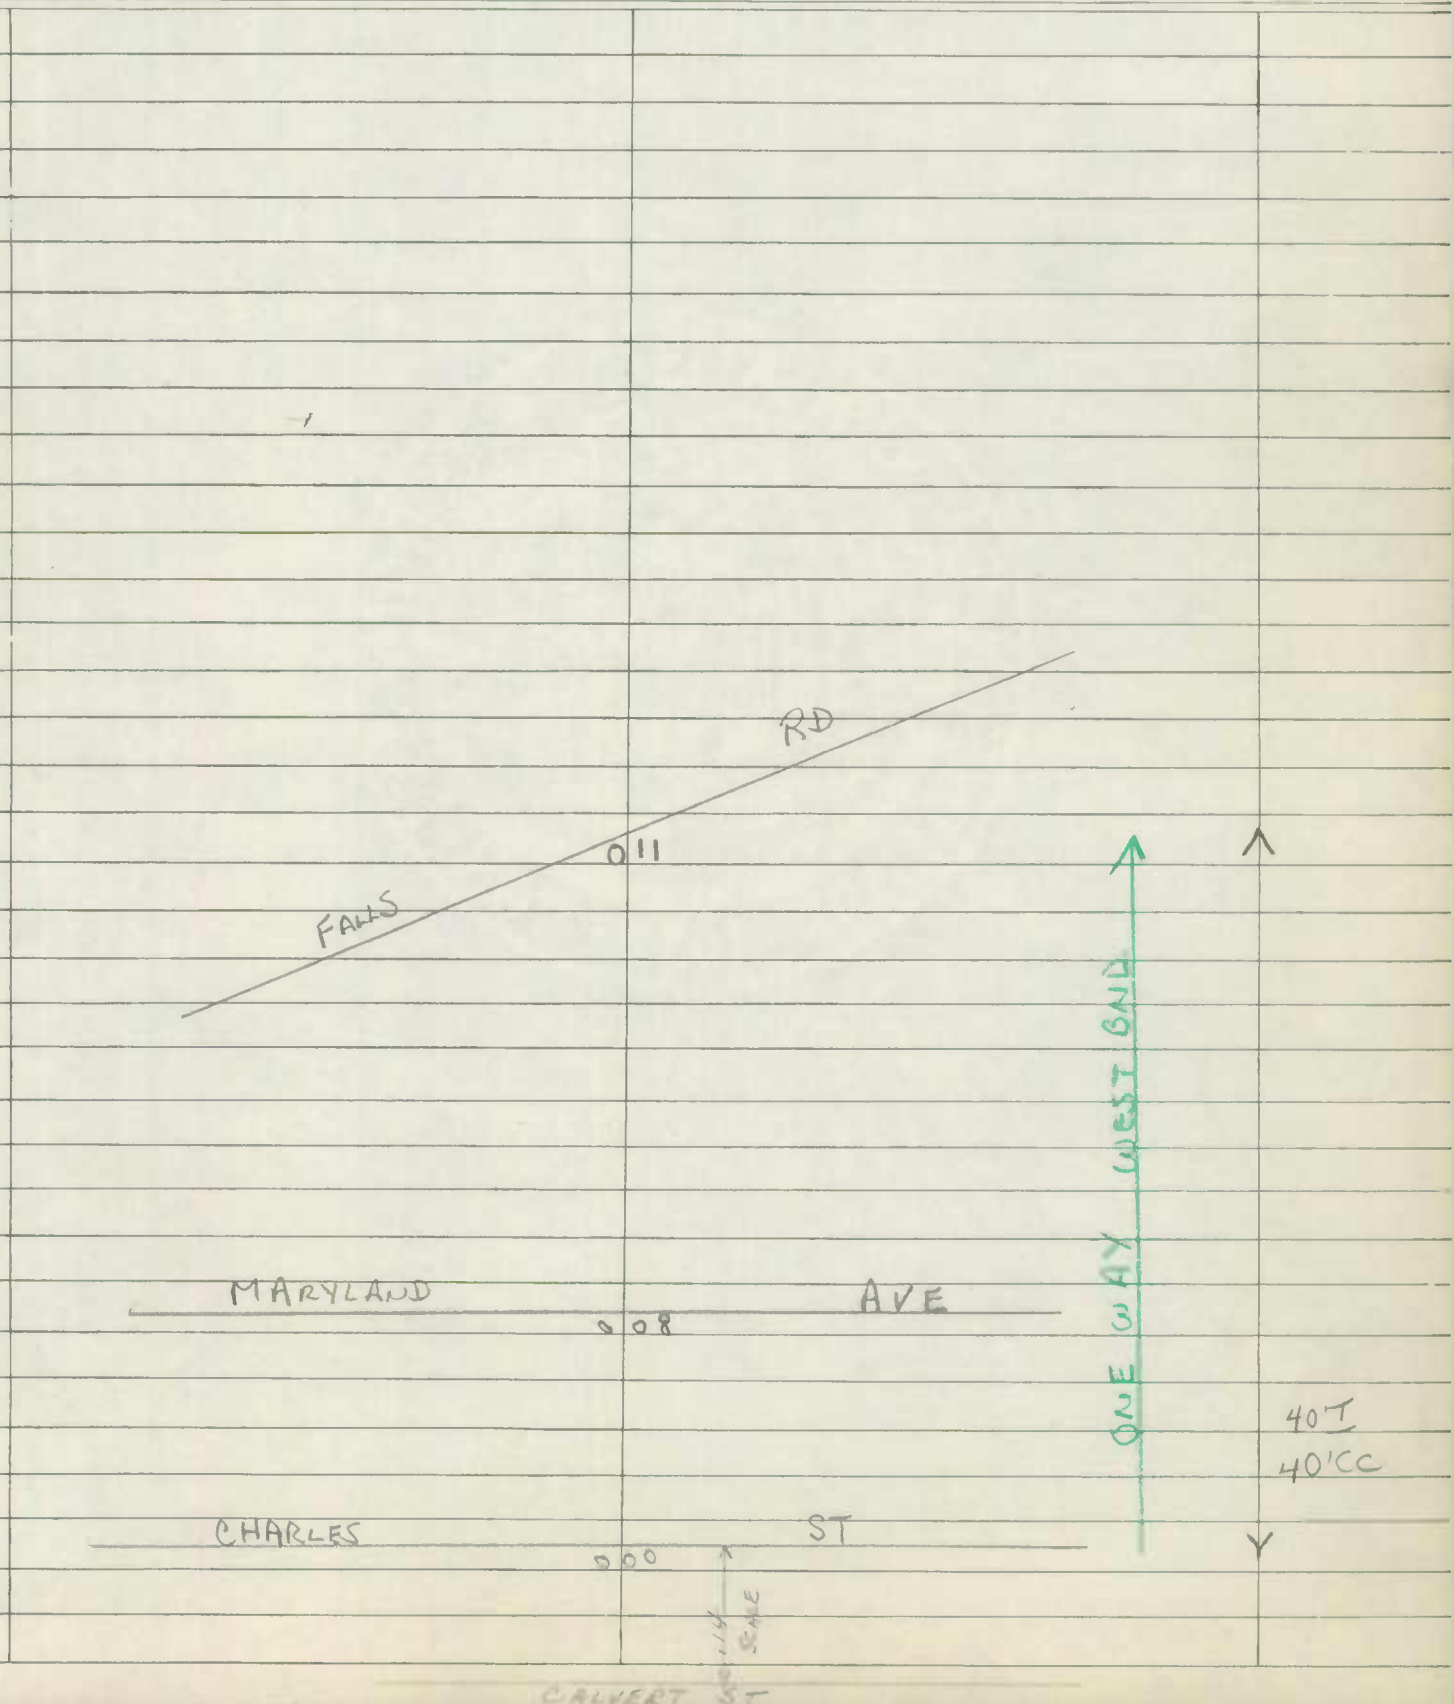 RD
0 11
FALLS
ONE WAY WEST BND
MARYLAND AVE
0 08
40'I
40'CC
CHARLES ST
0 00
SCALE
CALVERT ST